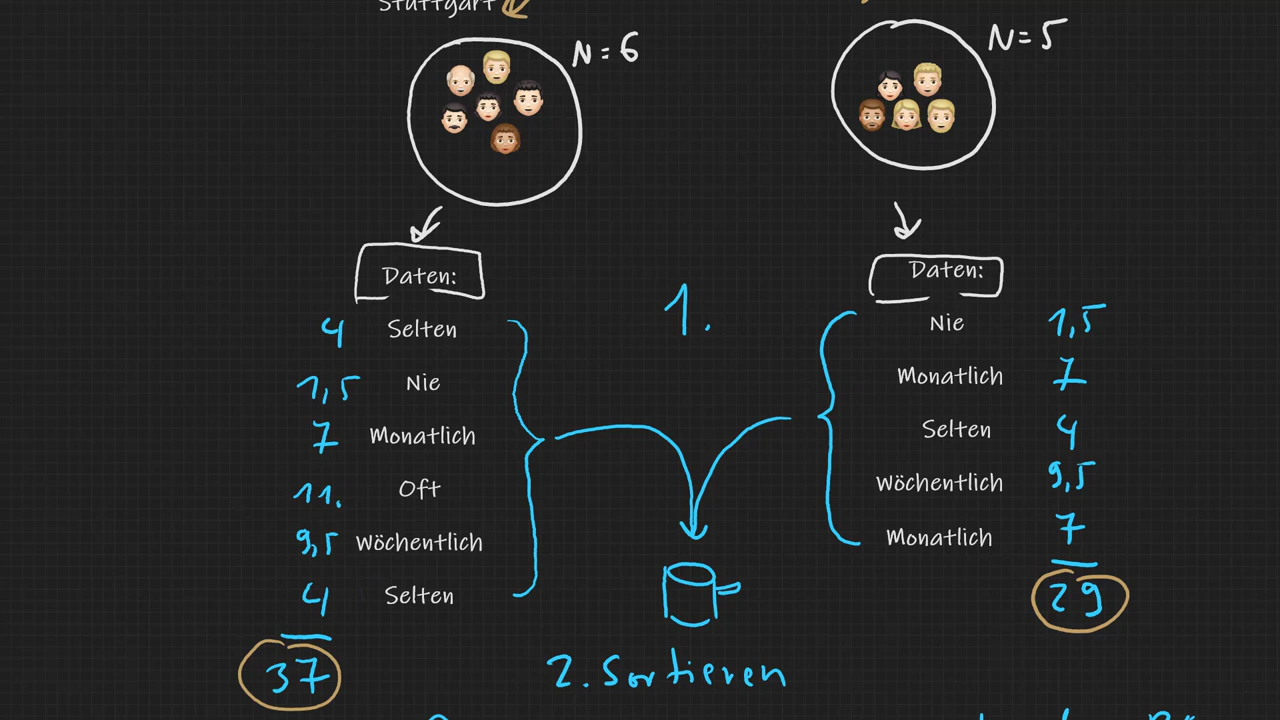 Stuttgart
N=6
N=5
Daten:
4 Selten
1,5 Nie
7 Monatlich
11. Oft
9,5 Wöchentlich
4 Selten
37
1.
Daten:
Nie 1,5
Monatlich 7
Selten 4
Wöchentlich 9,5
Monatlich 7
29
2. Sortieren